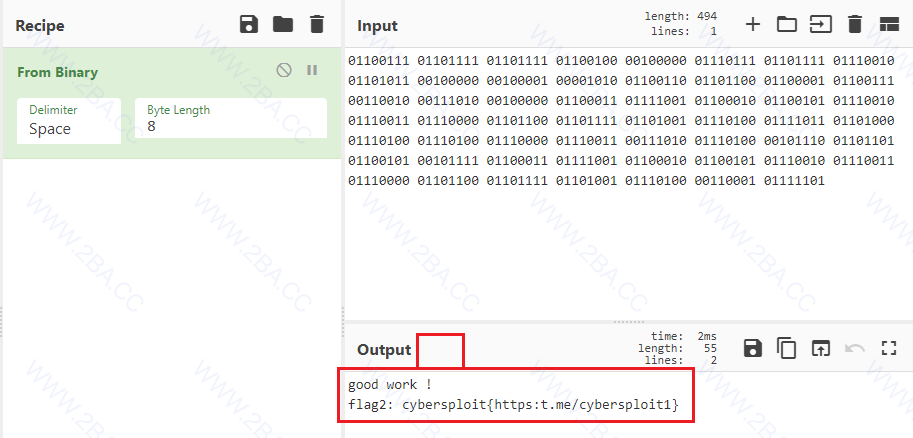 Recipe
From Binary
Delimiter
Space
Byte Length
8
Input
length: 494
lines: 1
01100111 01101111 01101111 01100100 00100000 01110111 01101111 01110010
01101011 00100000 00100001 00001010 01100110 01101100 01100001 01100111
00110010 00111010 00100000 01100011 01111001 01100010 01100101 01110010
01110011 01110000 01101100 01101111 01101001 01110100 01111011 01101000
01110100 01110100 01110000 01110011 00111010 01110100 00101110 01101101
01100101 00101111 01100011 01111001 01100010 01100101 01110010 01110011
01110000 01101100 01101111 01101001 01110100 00110001 01111101
Output
time: 2ms
length: 55
lines: 2
good work !
flag2: cybersploit{https:t.me/cybersploit1}
WWW.2BA.CC